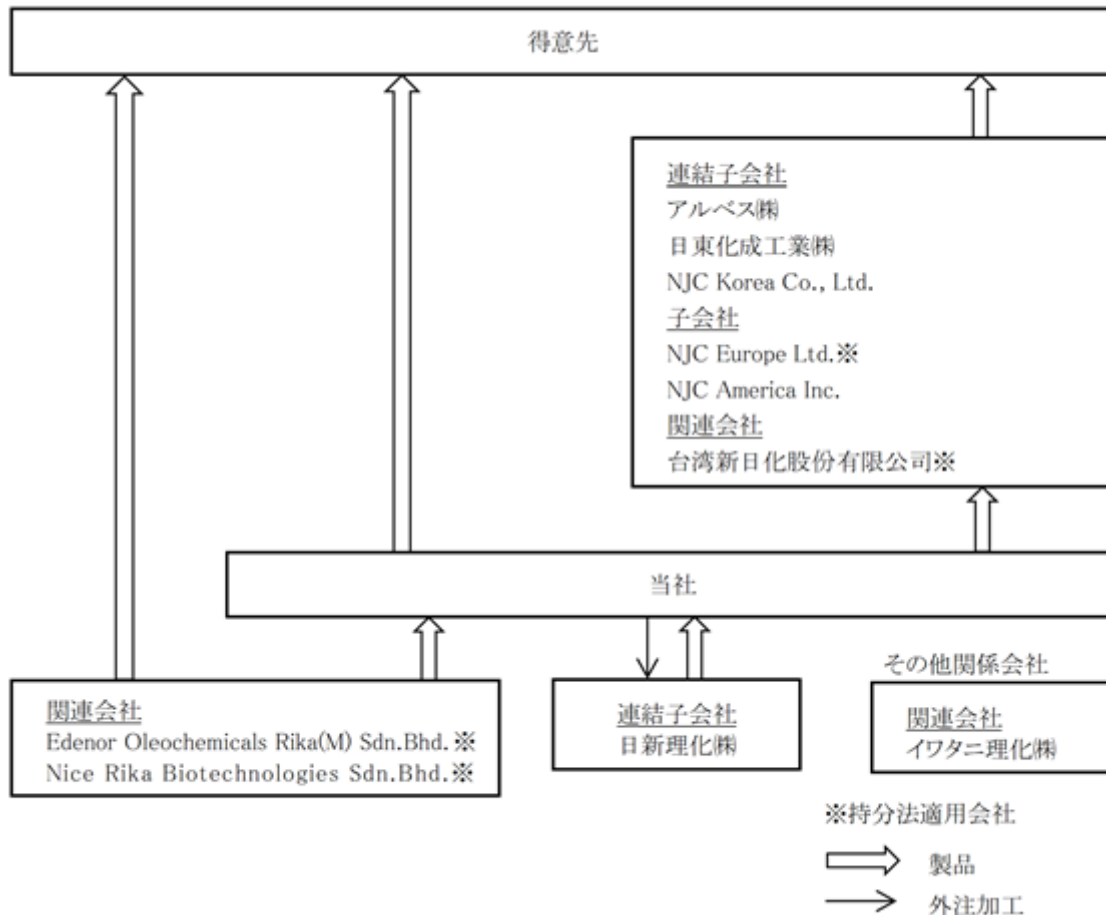 得意先
連結子会社
アルベス㈱
日東化成工業㈱
NJC Korea Co., Ltd.
子会社
NJC Europe Ltd.※
NJC America Inc.
関連会社
台湾新日化股份有限公司※
当社
関連会社
Edenor Oleochemicals Rika(M) Sdn.Bhd.※
Nice Rika Biotechnologies Sdn.Bhd.※
連結子会社
日新理化㈱
その他関係会社
関連会社
イワタニ理化㈱
※持分法適用会社
製品
外注加工